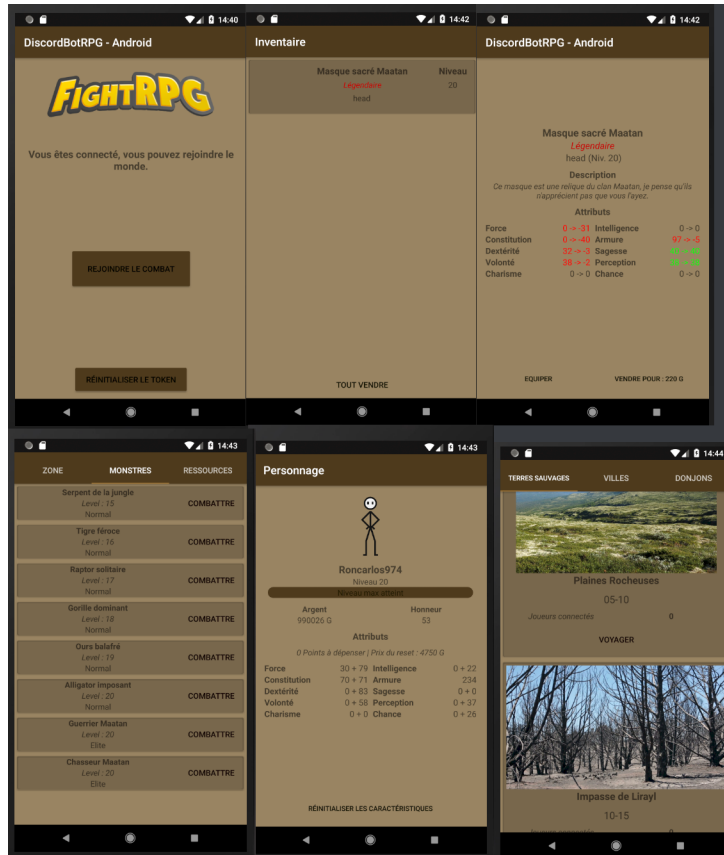 14:40
DiscordBotRPG - Android
FIGHTRPG
Vous êtes connecté, vous pouvez rejoindre le
monde.
REJOINDRE LE COMBAT
RÉINITIALISER LE TOKEN
14:42
Inventaire
Masque sacré Maatan Niveau
Légendaire 20
head
TOUT VENDRE
14:42
DiscordBotRPG - Android
Masque sacré Maatan
Légendaire
head (Niv. 20)
Description
Ce masque est une relique du clan Maatan, je pense qu'ils
n'apprécient pas que vous l'ayez.
Attributs
Force 0 -> -31 Intelligence 0 -> 0
Constitution 0 -> -40 Armure 97 -> -5
Dextérité 32 -> -3 Sagesse
Volonté 38 -> -2 Perception
Charisme 0 -> 0 Chance 0 -> 0
EQUIPER VENDRE POUR : 220 G
14:43
ZONE MONSTRES RESSOURCES
Serpent de la jungle
Level : 15 COMBATTRE
Normal
Tigre féroce
Level : 16 COMBATTRE
Normal
Raptor solitaire
Level : 17 COMBATTRE
Normal
Gorille dominant
Level : 18 COMBATTRE
Normal
Ours balafré
Level : 19 COMBATTRE
Normal
Alligator imposant
Level : 20 COMBATTRE
Normal
Guerrier Maatan
Level : 20 COMBATTRE
Elite
Chasseur Maatan
Level : 20 COMBATTRE
Elite
14:43
Personnage
Roncarlos974
Niveau 20
Niveau max atteint
Argent Honneur
990026 G 53
Attributs
0 Points à dépenser | Prix du reset : 4750 G
Force 30 + 79 Intelligence 0 + 22
Constitution 70 + 71 Armure 234
Dextérité 0 + 83 Sagesse 0 + 0
Volonté 0 + 58 Perception 0 + 37
Charisme 0 + 0 Chance 0 + 26
RÉINITIALISER LES CARACTÉRISTIQUES
14:44
TERRES SAUVAGES VILLES DONJONS
Plaines Rocheuses
05-10
Joueurs connectés 0
VOYAGER
Impasse de Lirayl
10-15
Joueurs connectés 0